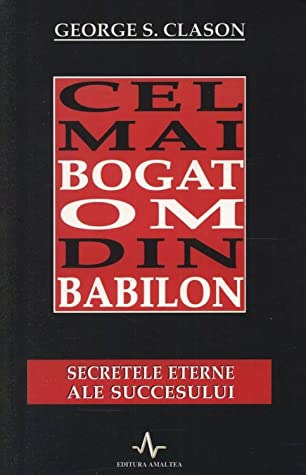 GEORGE S. CLASON
CEL
MAI
BOGAT
OM
DIN
BABILON
SECRETELE ETERNE
ALE SUCCESULUI
EDITURA AMALTEA